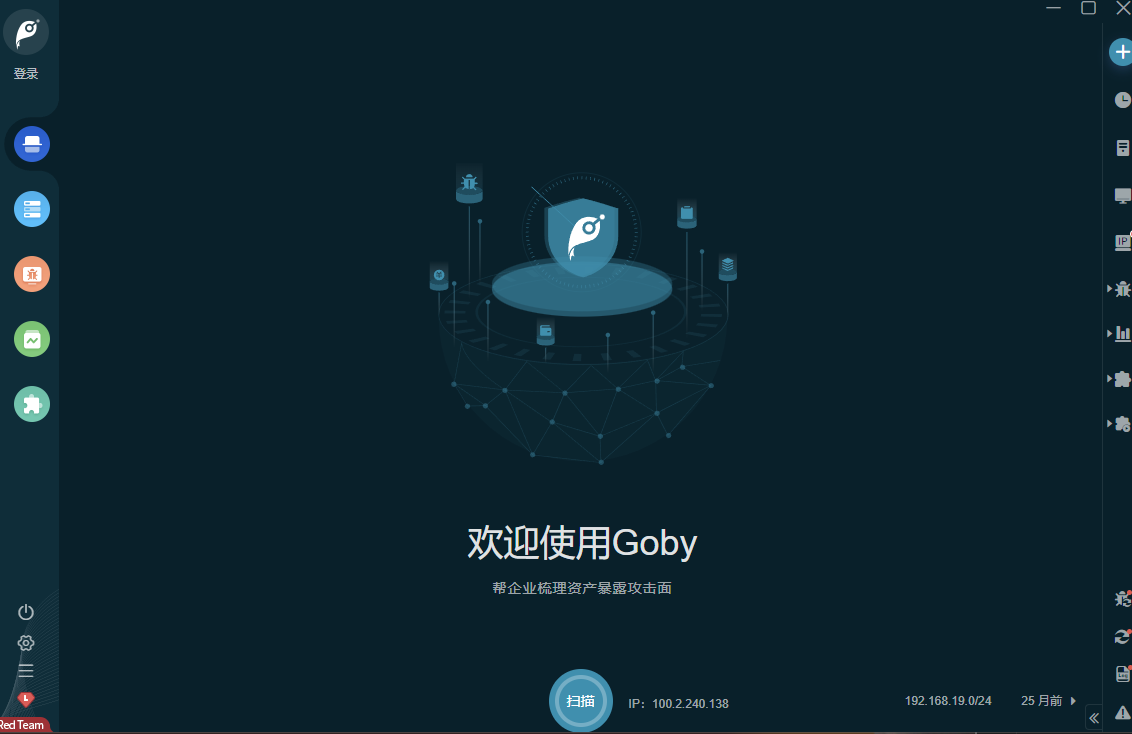 登录
IP
欢迎使用Goby
帮企业梳理资产暴露攻击面
扫描
IP：100.2.240.138
192.168.19.0/24
25 月前
Red Team